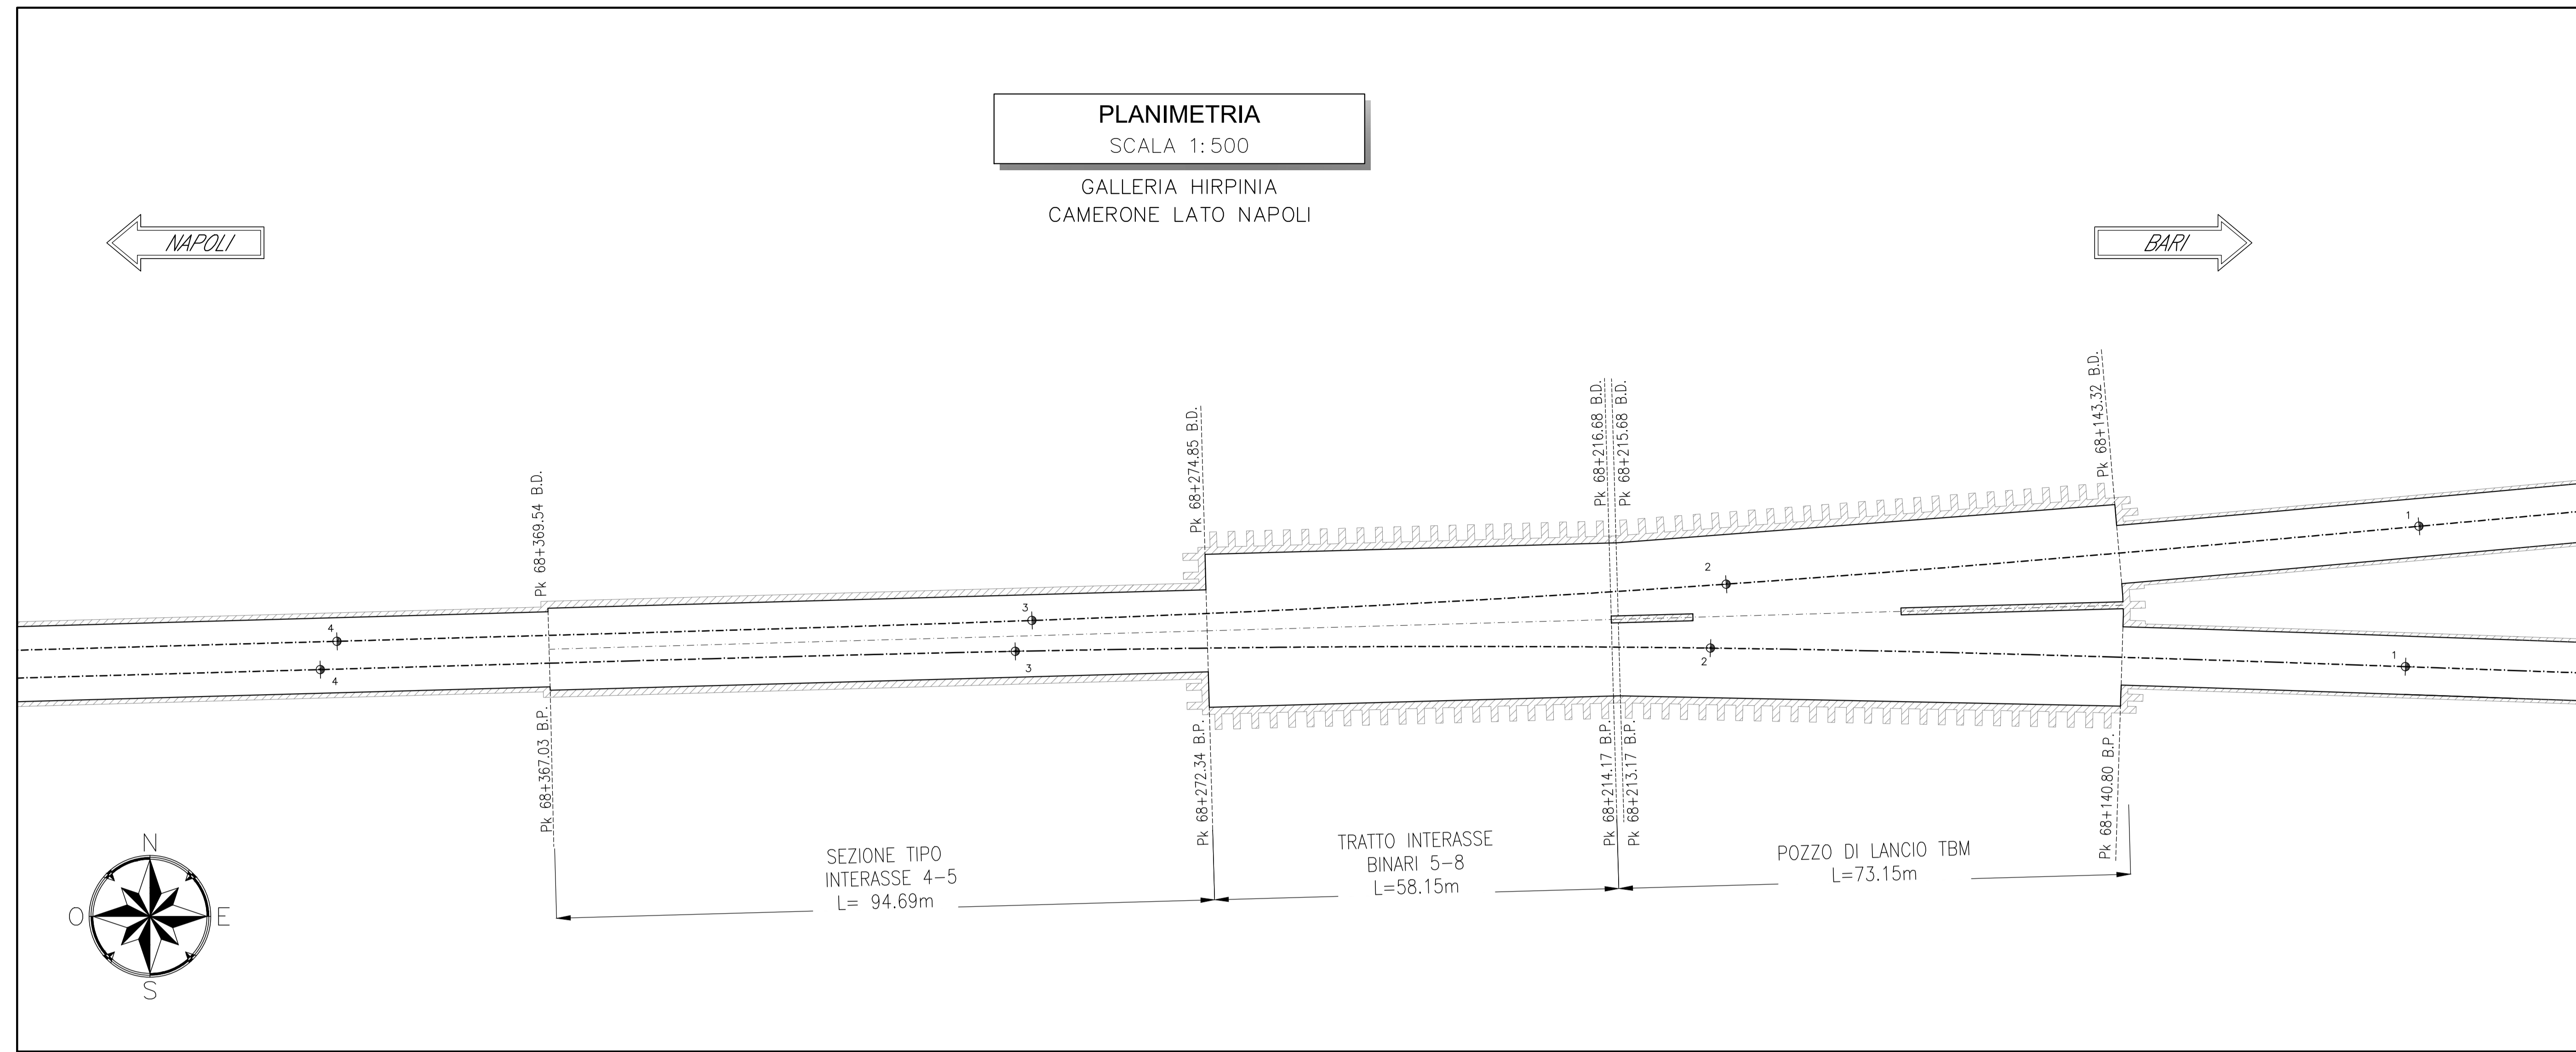 PLANIMETRIA
SCALA 1:500
GALLERIA HIRPINIA
CAMERONE LATO NAPOLI
NAPOLI
BARI
Pk 68+369.54 B.D.
Pk 68+274.85 B.D.
Pk 68+216.68 B.D.
Pk 68+215.68 B.D.
Pk 68+143.32 B.D.
4
3
2
1
4
3
2
1
Pk 68+367.03 B.P.
Pk 68+272.34 B.P.
Pk 68+214.17 B.P.
Pk 68+213.17 B.P.
Pk 68+140.80 B.P.
SEZIONE TIPO
INTERASSE 4-5
L= 94.69m
TRATTO INTERASSE
BINARI 5-8
L=58.15m
POZZO DI LANCIO TBM
L=73.15m
N
O
E
S